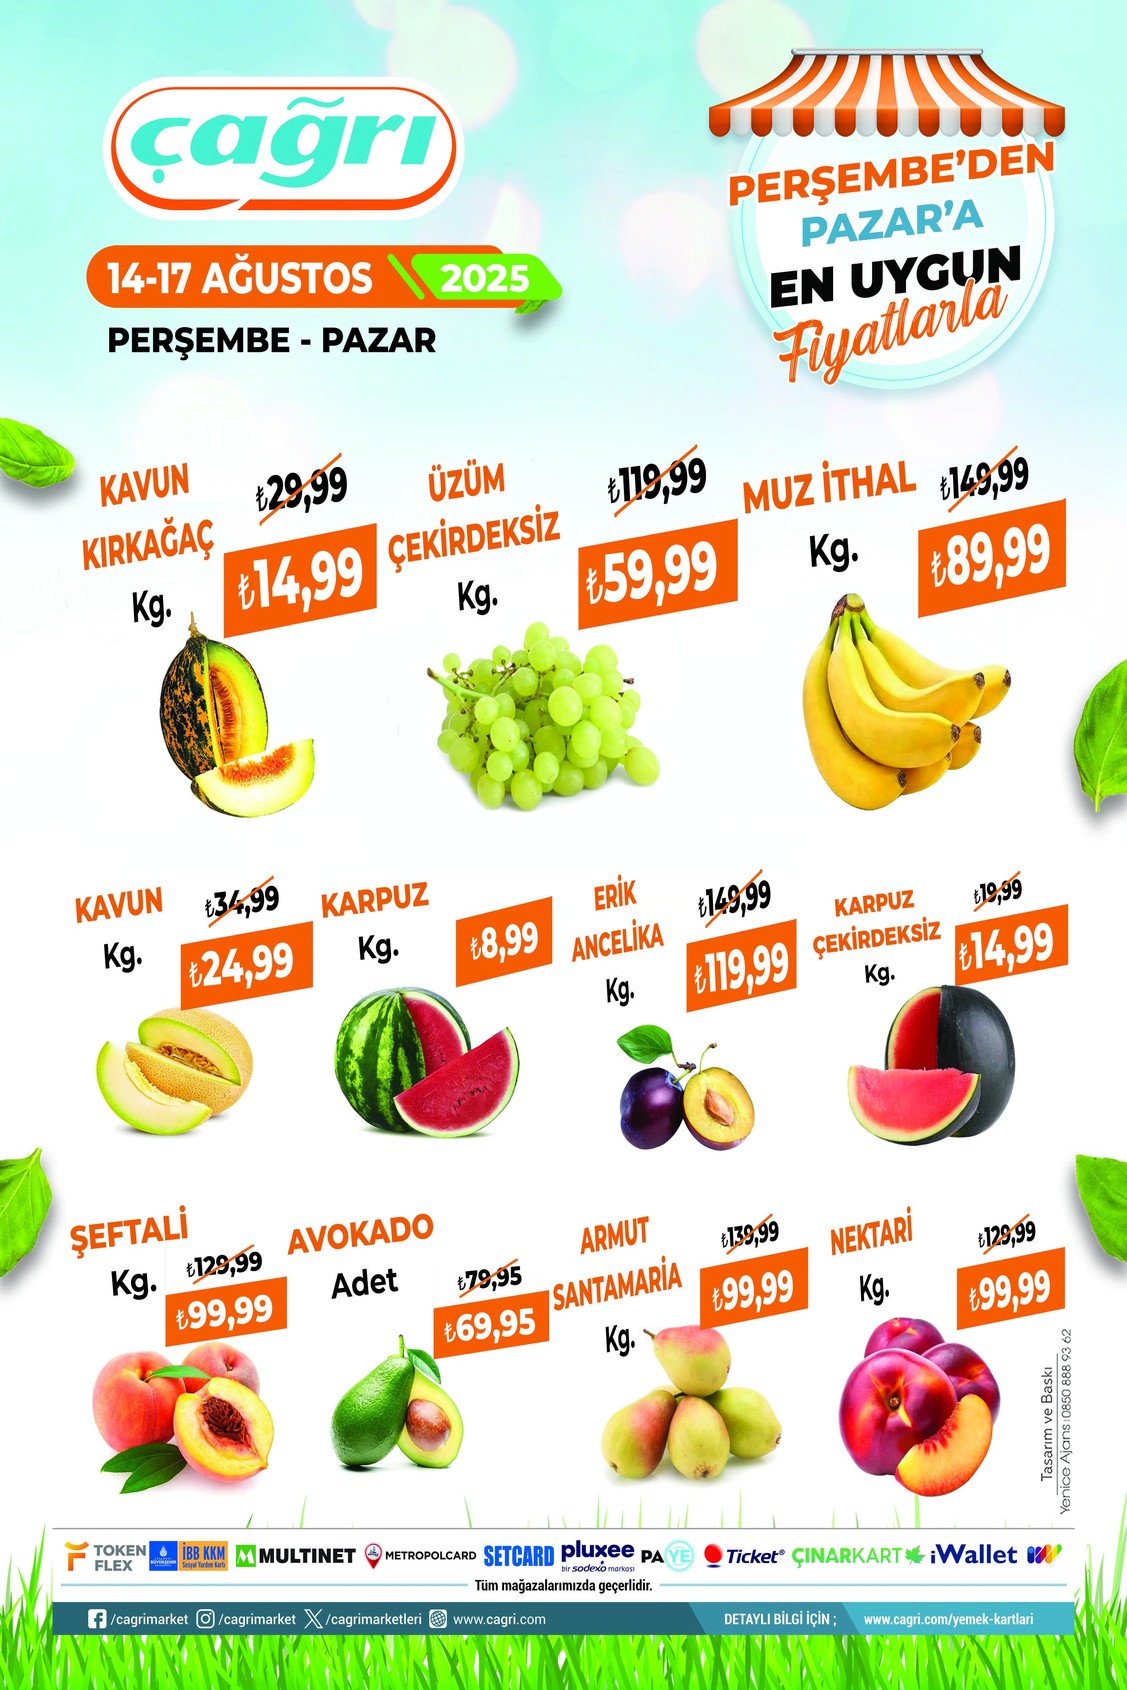 çağrı
14-17 AĞUSTOS 2025
PERŞEMBE - PAZAR
PERŞEMBE'DEN
PAZAR'A
EN UYGUN
Fiyatlarla
KAVUN
KIRKAĞAÇ
Kg.
₺29,99
₺14,99
ÜZÜM
ÇEKİRDEKSİZ
Kg.
₺119,99
₺59,99
MUZ İTHAL
Kg.
₺149,99
₺89,99
KAVUN
Kg.
₺34,99
₺24,99
KARPUZ
Kg.
₺8,99
ERİK
ANCELİKA
Kg.
₺149,99
₺119,99
KARPUZ
ÇEKİRDEKSİZ
Kg.
₺19,99
₺14,99
ŞEFTALİ
Kg.
₺129,99
₺99,99
AVOKADO
Adet
₺79,95
₺69,95
ARMUT
SANTAMARİA
Kg.
₺139,99
₺99,99
NEKTARİ
Kg.
₺129,99
₺99,99
Tasarım ve Baskı
Yenice Ajans | 0850 888 93 62
TOKEN FLEX İBB KKM Sosyal Yardım Kartı MULTINET METROPOLCARD SETCARD pluxee bir sodexo markası PAYE Ticket® ÇINARKART iWallet
Tüm mağazalarımızda geçerlidir.
/cagrimarket /cagrimarket /cagrimarketleri www.cagri.com DETAYLI BİLGİ İÇİN ; www.cagri.com/yemek-kartlari